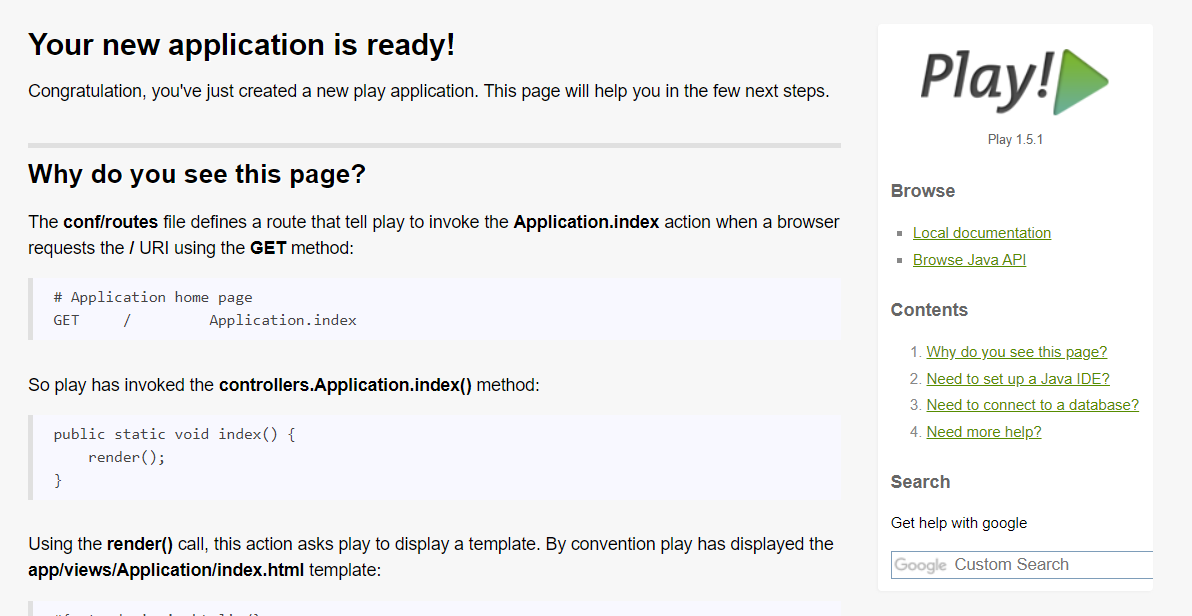 Your new application is ready!
Congratulation, you've just created a new play application. This page will help you in the few next steps.
Why do you see this page?
The conf/routes file defines a route that tell play to invoke the Application.index action when a browser
requests the / URI using the GET method:
# Application home page
GET     /         Application.index
So play has invoked the controllers.Application.index() method:
public static void index() {
    render();
}
Using the render() call, this action asks play to display a template. By convention play has displayed the
app/views/Application/index.html template:
Play!
Play 1.5.1
Browse
Local documentation
Browse Java API
Contents
1. Why do you see this page?
2. Need to set up a Java IDE?
3. Need to connect to a database?
4. Need more help?
Search
Get help with google
Google Custom Search